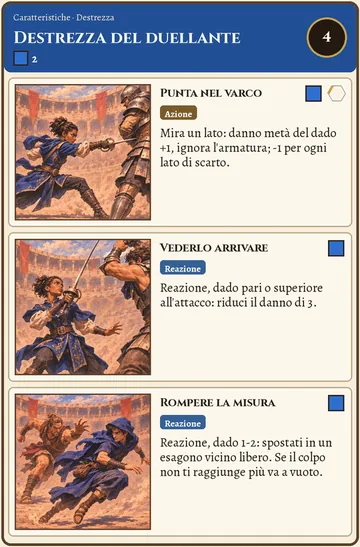 Caratteristiche · Destrezza
Destrezza del duellante
4
2
Punta nel varco
Azione
Mira un lato: danno metà del dado
+1, ignora l'armatura; -1 per ogni
lato di scarto.
Vederlo arrivare
Reazione
Reazione, dado pari o superiore
all'attacco: riduci il danno di 3.
Rompere la misura
Reazione
Reazione, dado 1-2: spostati in un
esagono vicino libero. Se il colpo
non ti raggiunge più va a vuoto.